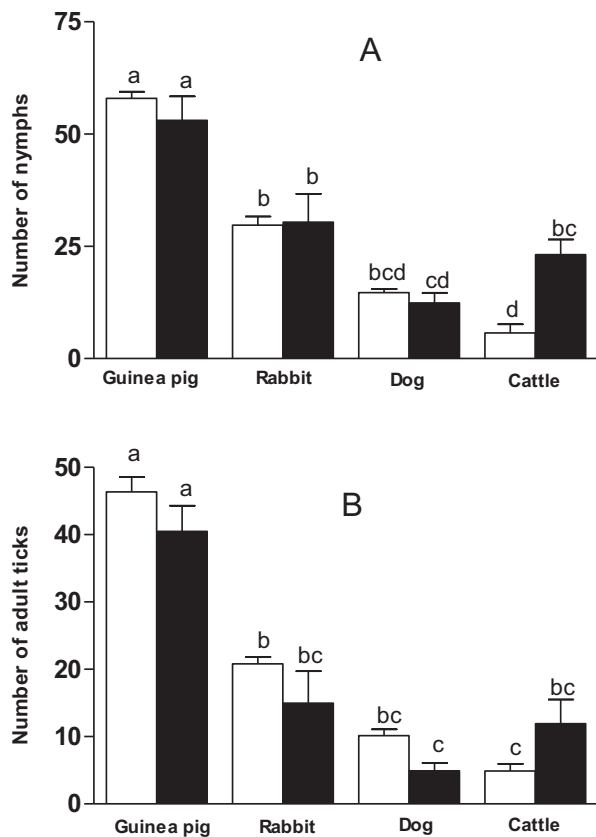 75
A
a a
50
Number of nymphs
b b
25
bcd cd
d bc
0
Guinea pig Rabbit Dog Cattle
50
a
a
B
40
Number of adult ticks
30
20
b bc
bc c
c bc
10
0
Guinea pig Rabbit Dog Cattle